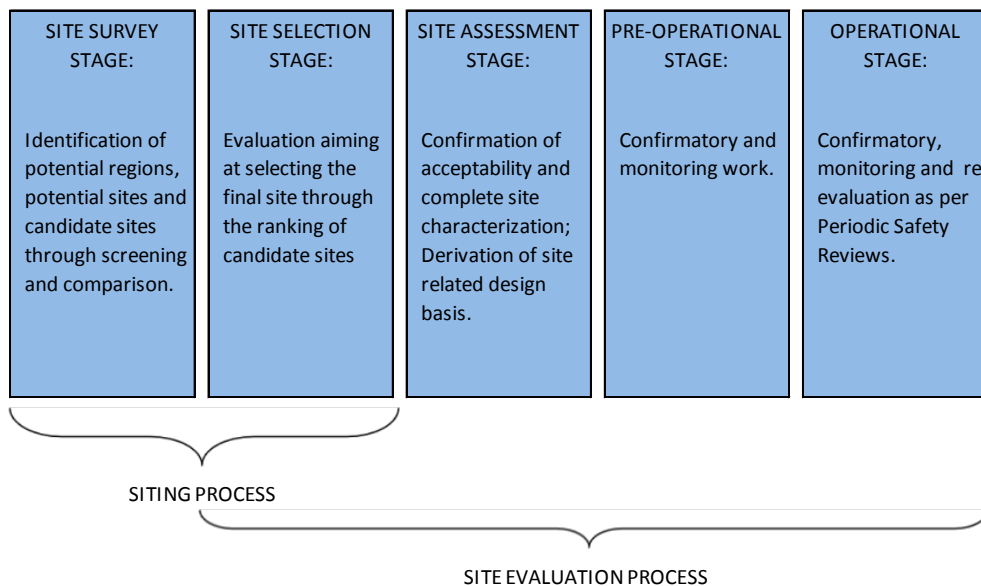 SITE SURVEY
STAGE:
Identification of
potential regions,
potential sites and
candidate sites
through screening
and comparison.
SITE SELECTION
STAGE:
Evaluation aiming
at selecting the
final site through
the ranking of
candidate sites
SITE ASSESSMENT
STAGE:
Confirmation of
acceptability and
complete site
characterization;
Derivation of site
related design
basis.
PRE-OPERATIONAL
STAGE:
Confirmatory and
monitoring work.
OPERATIONAL
STAGE:
Confirmatory,
monitoring and re
evaluation as per
Periodic Safety
Reviews.
SITING PROCESS
SITE EVALUATION PROCESS